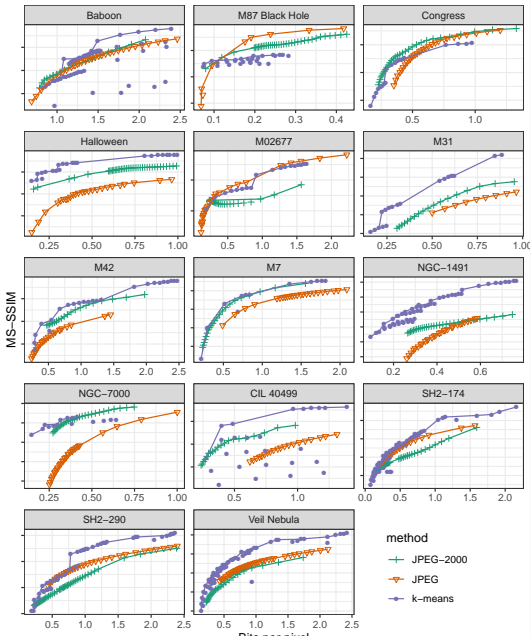 Baboon M87 Black Hole Congress
1.0 1.5 2.0 2.5 0.1 0.2 0.3 0.4 0.5 1.0
Halloween M02677 M31
0.25 0.50 0.75 1.00 0.5 1.0 1.5 2.0 0.25 0.50 0.75 1.00
M42 M7 NGC−1491
0.5 1.0 1.5 2.0 2.5 0.5 1.0 1.5 2.0 0.2 0.4 0.6
MS−SSIM
NGC−7000 CIL 40499 SH2−174
0.25 0.50 0.75 1.00 0.5 1.0 0.0 0.5 1.0 1.5 2.0
SH2−290 Veil Nebula
0.5 1.0 1.5 2.0 0.0 0.5 1.0 1.5 2.0 2.5
Bits per pixel
method
JPEG−2000
JPEG
k−means